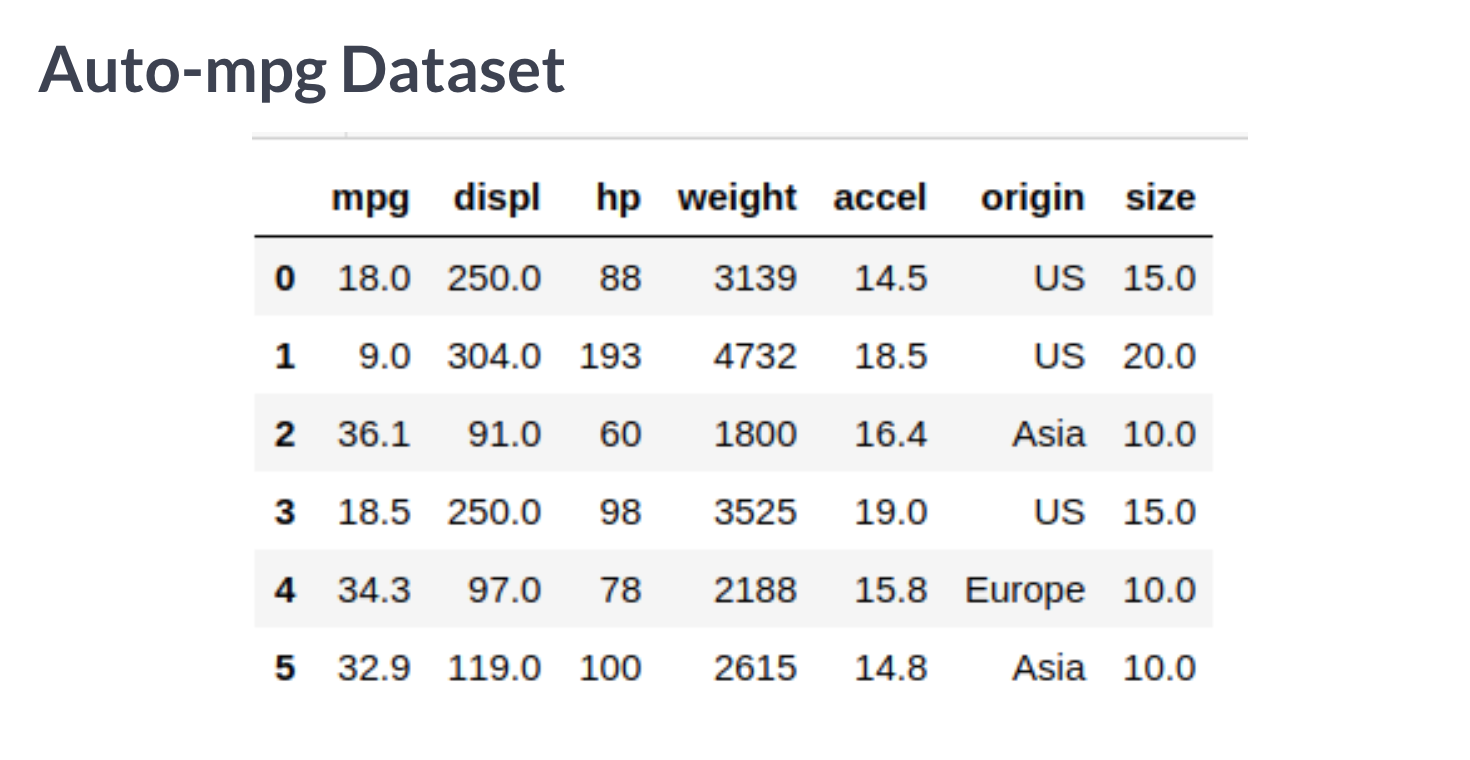 Auto-mpg Dataset
mpg displ hp weight accel origin size
0 18.0 250.0 88 3139 14.5 US 15.0
1 9.0 304.0 193 4732 18.5 US 20.0
2 36.1 91.0 60 1800 16.4 Asia 10.0
3 18.5 250.0 98 3525 19.0 US 15.0
4 34.3 97.0 78 2188 15.8 Europe 10.0
5 32.9 119.0 100 2615 14.8 Asia 10.0